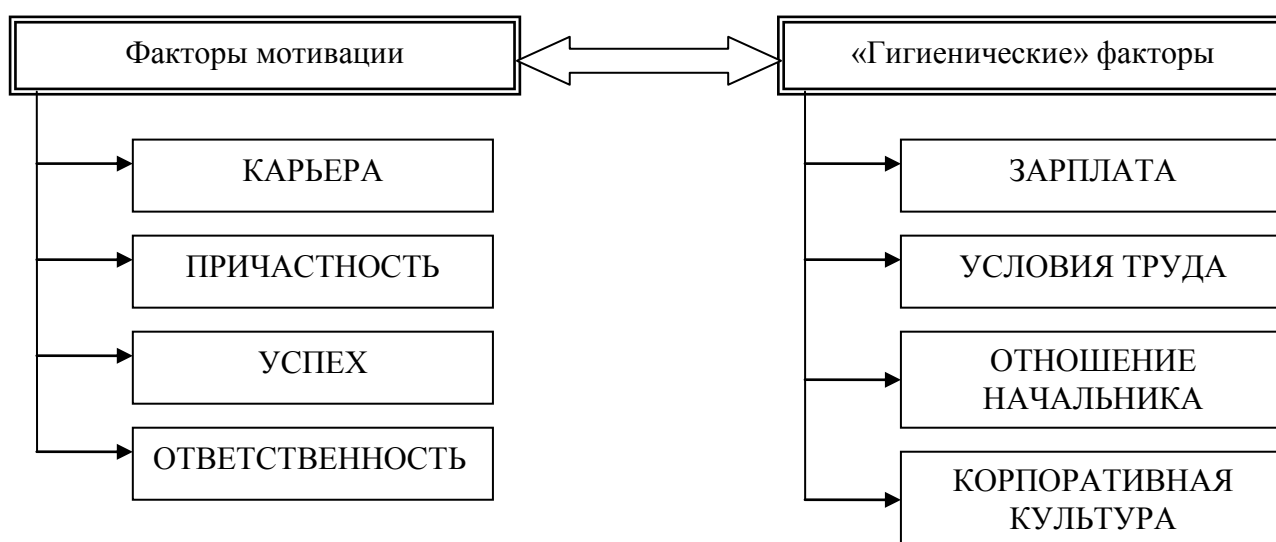 Факторы мотивации
КАРЬЕРА
ПРИЧАСТНОСТЬ
УСПЕХ
ОТВЕТСТВЕННОСТЬ
«Гигиенические» факторы
ЗАРПЛАТА
УСЛОВИЯ ТРУДА
ОТНОШЕНИЕ
НАЧАЛЬНИКА
КОРПОРАТИВНАЯ
КУЛЬТУРА